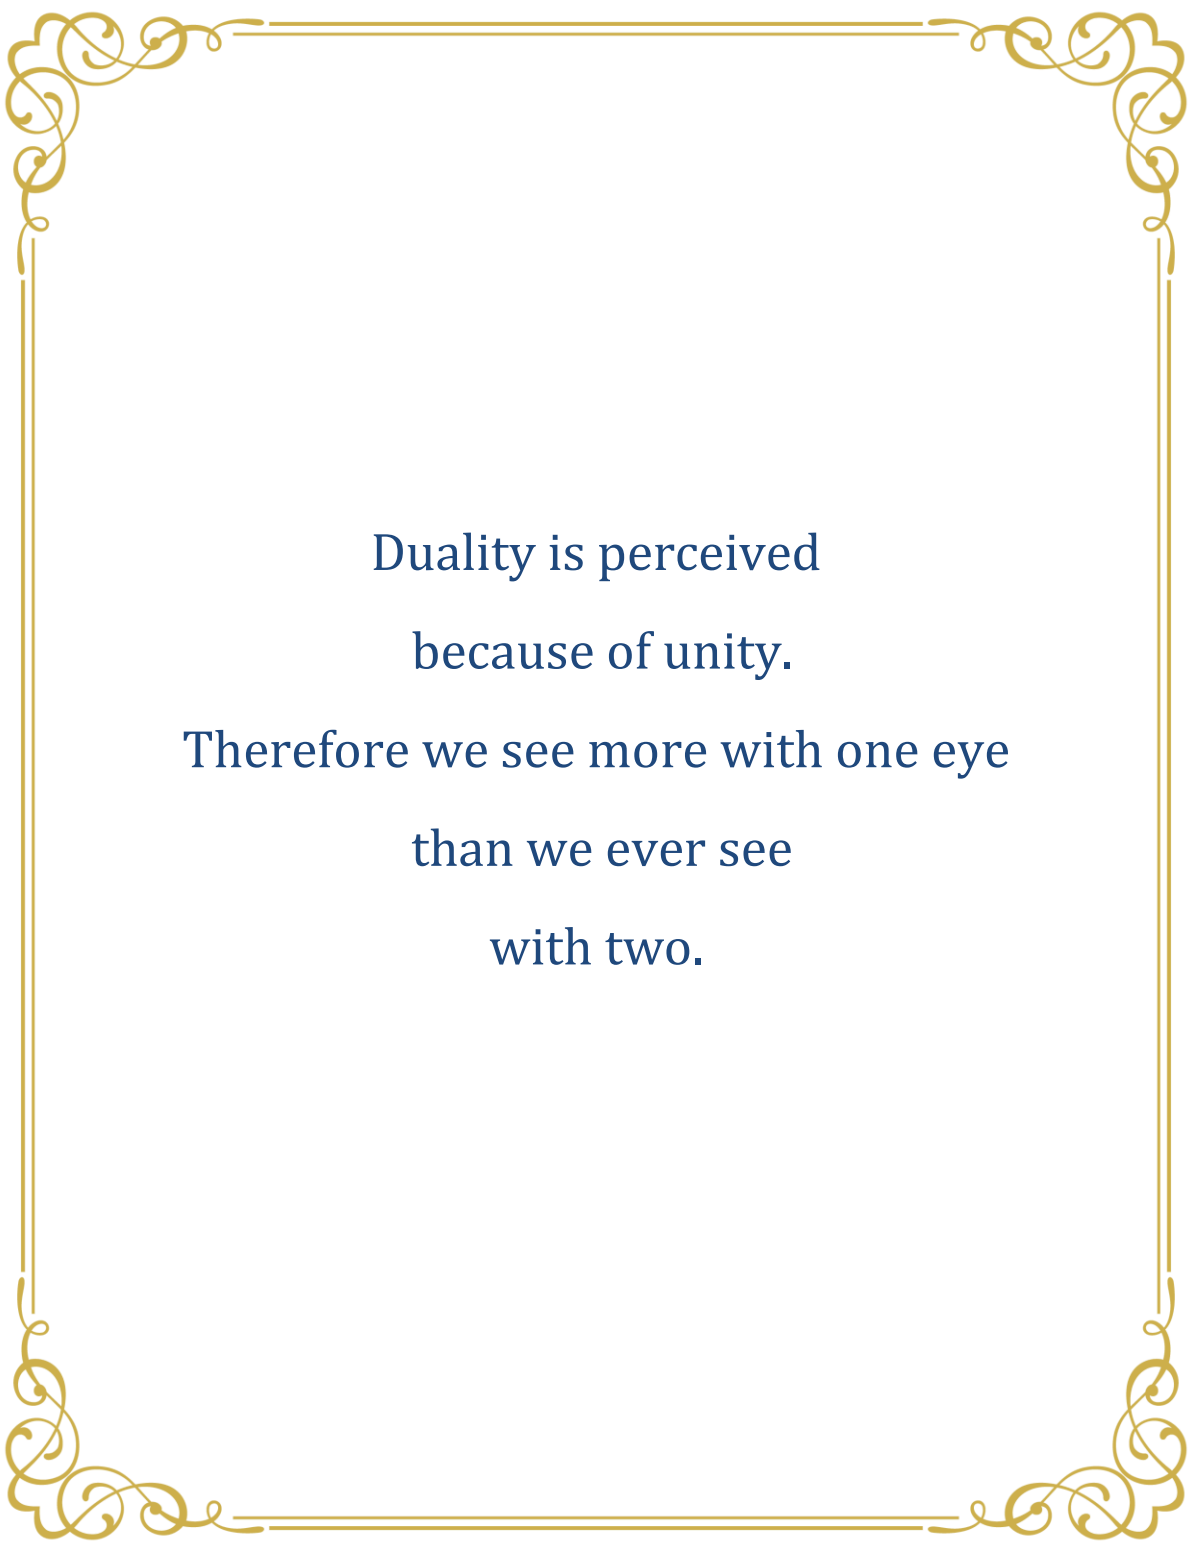 Duality is perceived
because of unity.
Therefore we see more with one eye
than we ever see
with two.